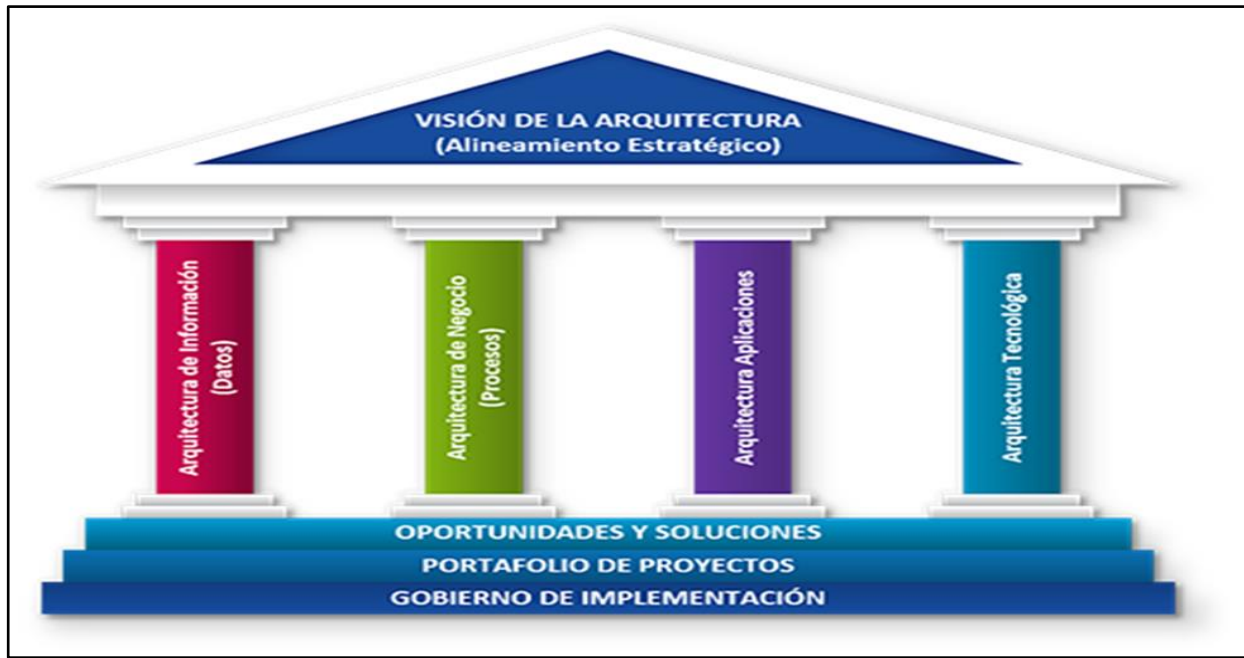 VISIÓN DE LA ARQUITECTURA
(Alineamiento Estratégico)
Arquitectura de Información
(Datos)
Arquitectura de Negocio
(Procesos)
Arquitectura Aplicaciones
Arquitectura Tecnológica
OPORTUNIDADES Y SOLUCIONES
PORTAFOLIO DE PROYECTOS
GOBIERNO DE IMPLEMENTACIÓN